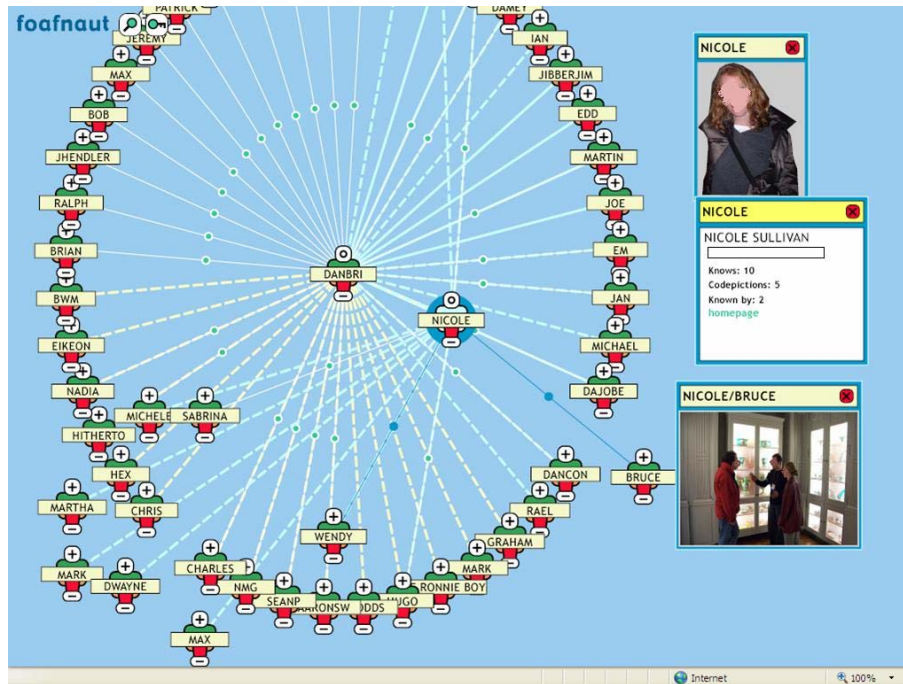 foafnaut
PATRICK
DAMEY
JEREMY
IAN
MAX
JIBBERJIM
BOB
EDD
JHENDLER
MARTIN
RALPH
JOE
BRIAN
EM
DANBRI
BWM
JAN
NICOLE
EIKEON
MICHAEL
NADIA
DAJOBE
MICHELE
SABRINA
HITHERTO
HEX
DANCON
BRUCE
MARTHA
CHRIS
RAEL
WENDY
GRAHAM
CHARLES
MARK
MARK
DWAYNE
NMG
RONNIE BOY
SEANP
AARONSW
HUGO
MAX
NICOLE
NICOLE
NICOLE SULLIVAN
Knows: 10
Codepictions: 5
Known by: 2
homepage
NICOLE/BRUCE
Internet
100%